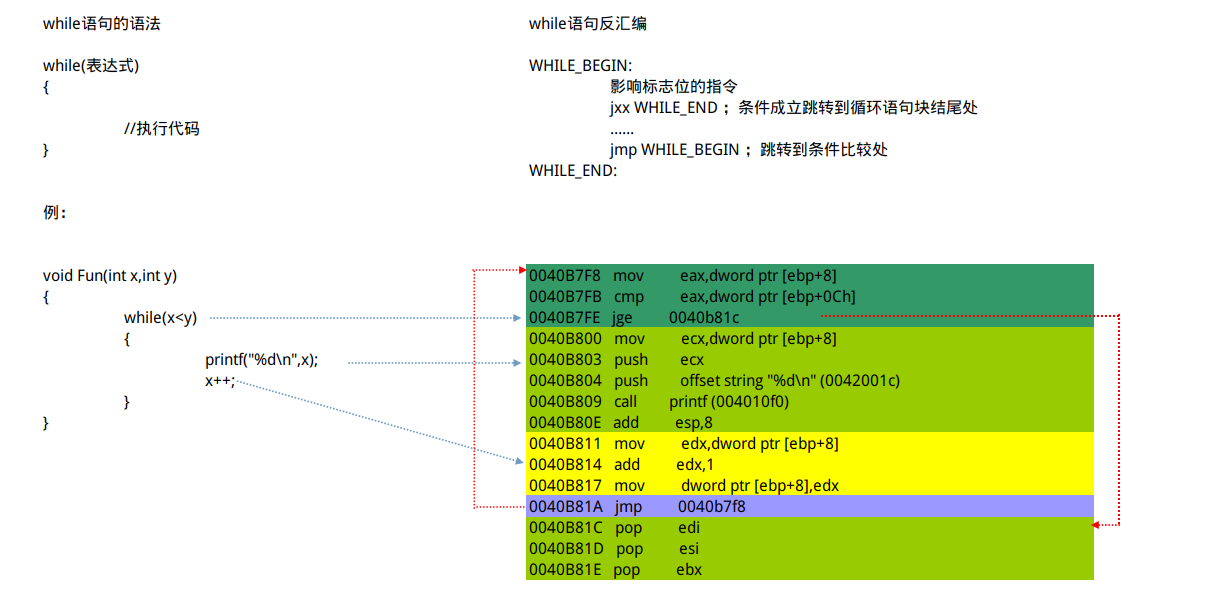 while语句的语法
while(表达式)
{
//执行代码
}
例：
void Fun(int x,int y)
{
while(x<y)
{
printf("%d\n",x);
x++;
}
}
while语句反汇编
WHILE_BEGIN:
影响标志位的指令
jxx WHILE_END ；条件成立跳转到循环语句块结尾处
......
jmp WHILE_BEGIN ；跳转到条件比较处
WHILE_END:
0040B7F8 mov eax,dword ptr [ebp+8]
0040B7FB cmp eax,dword ptr [ebp+0Ch]
0040B7FE jge 0040b81c
0040B800 mov ecx,dword ptr [ebp+8]
0040B803 push ecx
0040B804 push offset string "%d\n" (0042001c)
0040B809 call printf (004010f0)
0040B80E add esp,8
0040B811 mov edx,dword ptr [ebp+8]
0040B814 add edx,1
0040B817 mov dword ptr [ebp+8],edx
0040B81A jmp 0040b7f8
0040B81C pop edi
0040B81D pop esi
0040B81E pop ebx